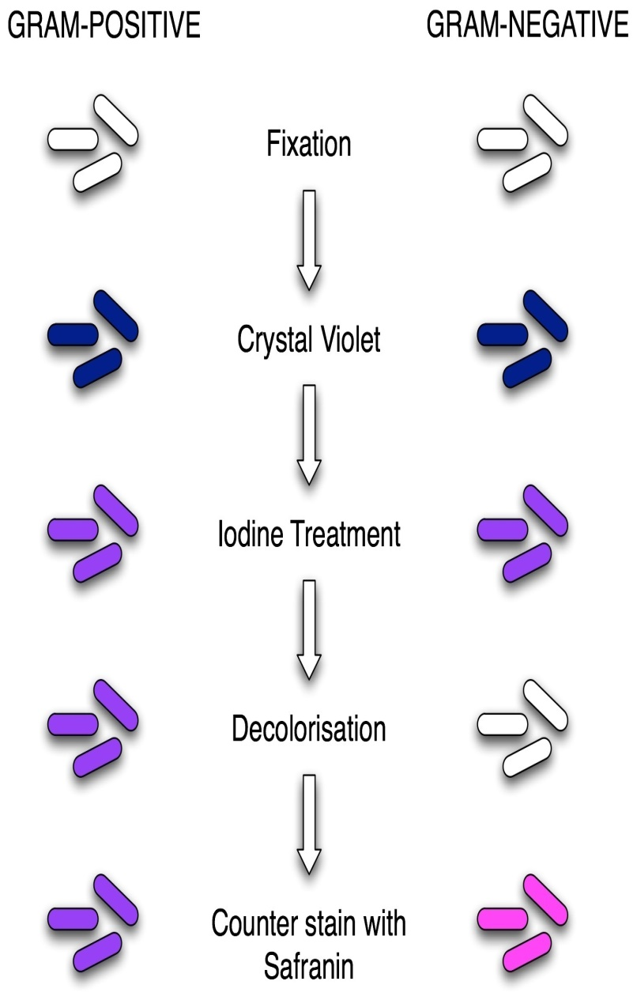 GRAM-POSITIVE
GRAM-NEGATIVE
Fixation
Crystal Violet
Iodine Treatment
Decolorisation
Counter stain with
Safranin